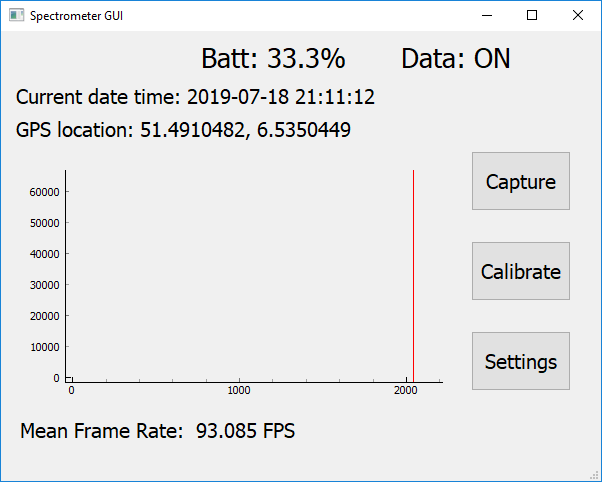 Spectrometer GUI
Batt: 33.3% Data: ON
Current date time: 2019-07-18 21:11:12
GPS location: 51.4910482, 6.5350449
60000
50000
40000
30000
20000
10000
0
0 1000 2000
Capture
Calibrate
Settings
Mean Frame Rate: 93.085 FPS